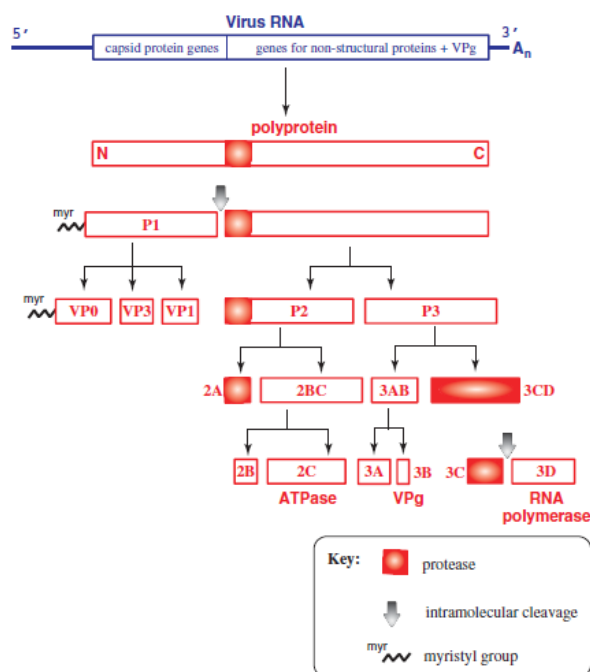 Virus RNA
5′
3′
capsid protein genes
genes for non-structural proteins + VPg
An
polyprotein
N
C
myr
P1
myr
VP0
VP3
VP1
P2
P3
2A
2BC
3AB
3CD
2B
2C
3A
3B
3C
3D
ATPase
VPg
RNA
polymerase
Key:
protease
intramolecular cleavage
myr
myristyl group